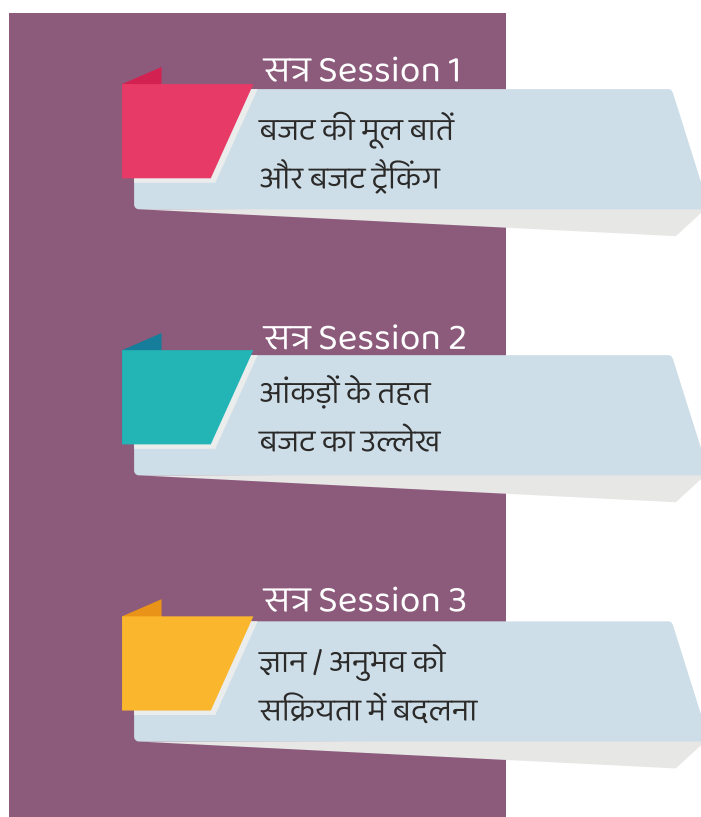 सत्र Session 1
बजट की मूल बातें
और बजट ट्रैकिंग
सत्र Session 2
आंकड़ों के तहत
बजट का उल्लेख
सत्र Session 3
ज्ञान / अनुभव को
सक्रियता में बदलना